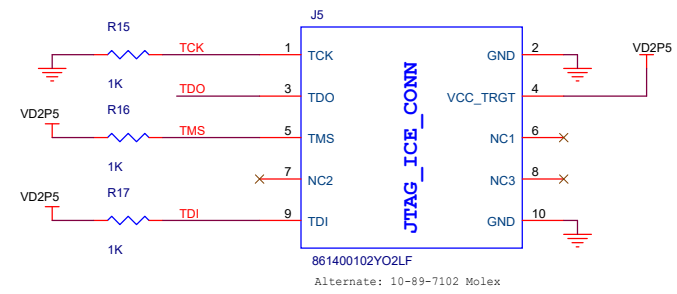 J5
R15
TCK 1 TCK GND 2 VD2P5
1K
TDO 3 TDO VCC_TRGT 4
R16
VD2P5
TMS 5 TMS NC1 6
1K
7 NC2 NC3 8
R17
VD2P5
TDI 9 TDI GND 10
1K
JTAG_ICE_CONN
861400102YO2LF
Alternate: 10-89-7102 Molex